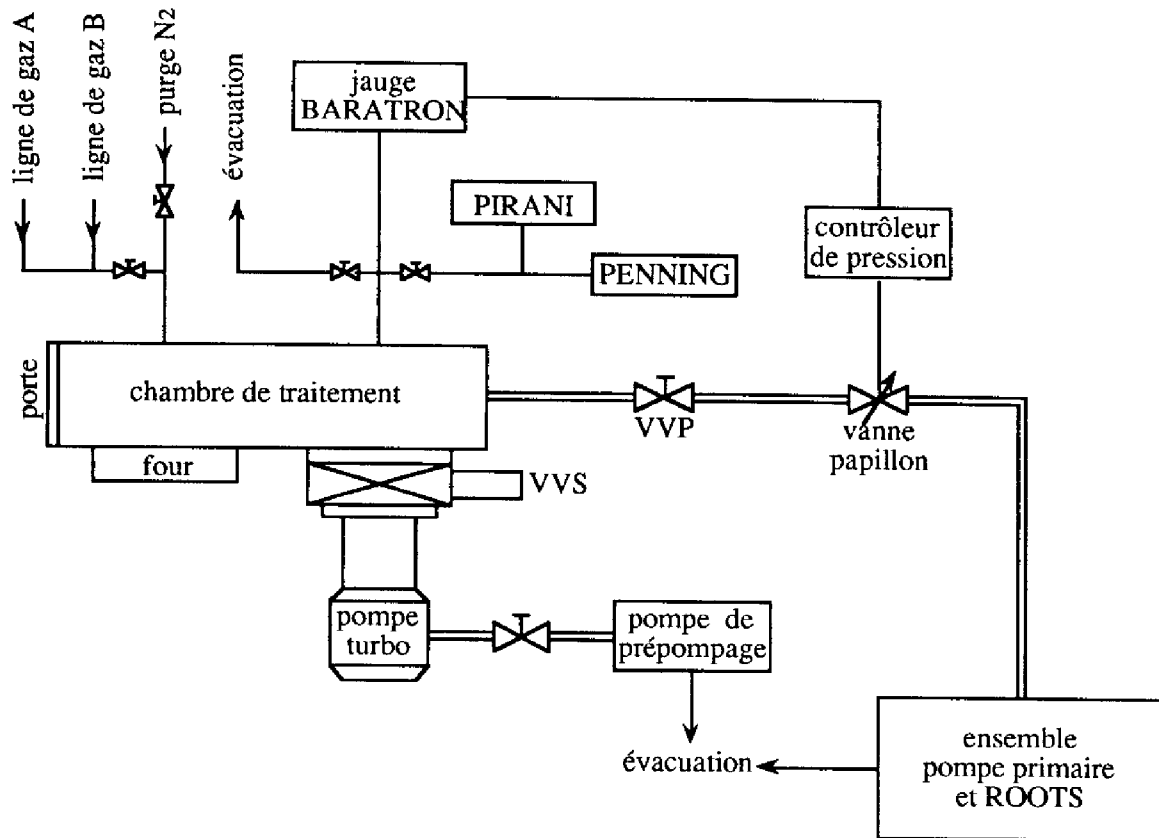 ligne de gaz A
ligne de gaz B
purge N2
évacuation
jauge
BARATRON
PIRANI
PENNING
contrôleur
de pression
porte
chambre de traitement
VVP
vanne
papillon
four
VVS
pompe
turbo
pompe de
prépompage
évacuation
ensemble
pompe primaire
et ROOTS